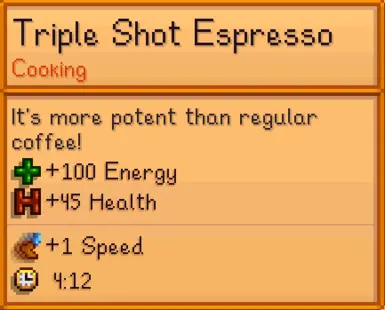 Triple Shot Espresso
Cooking
It's more potent than regular
coffee!
+100 Energy
+45 Health
+1 Speed
4:12